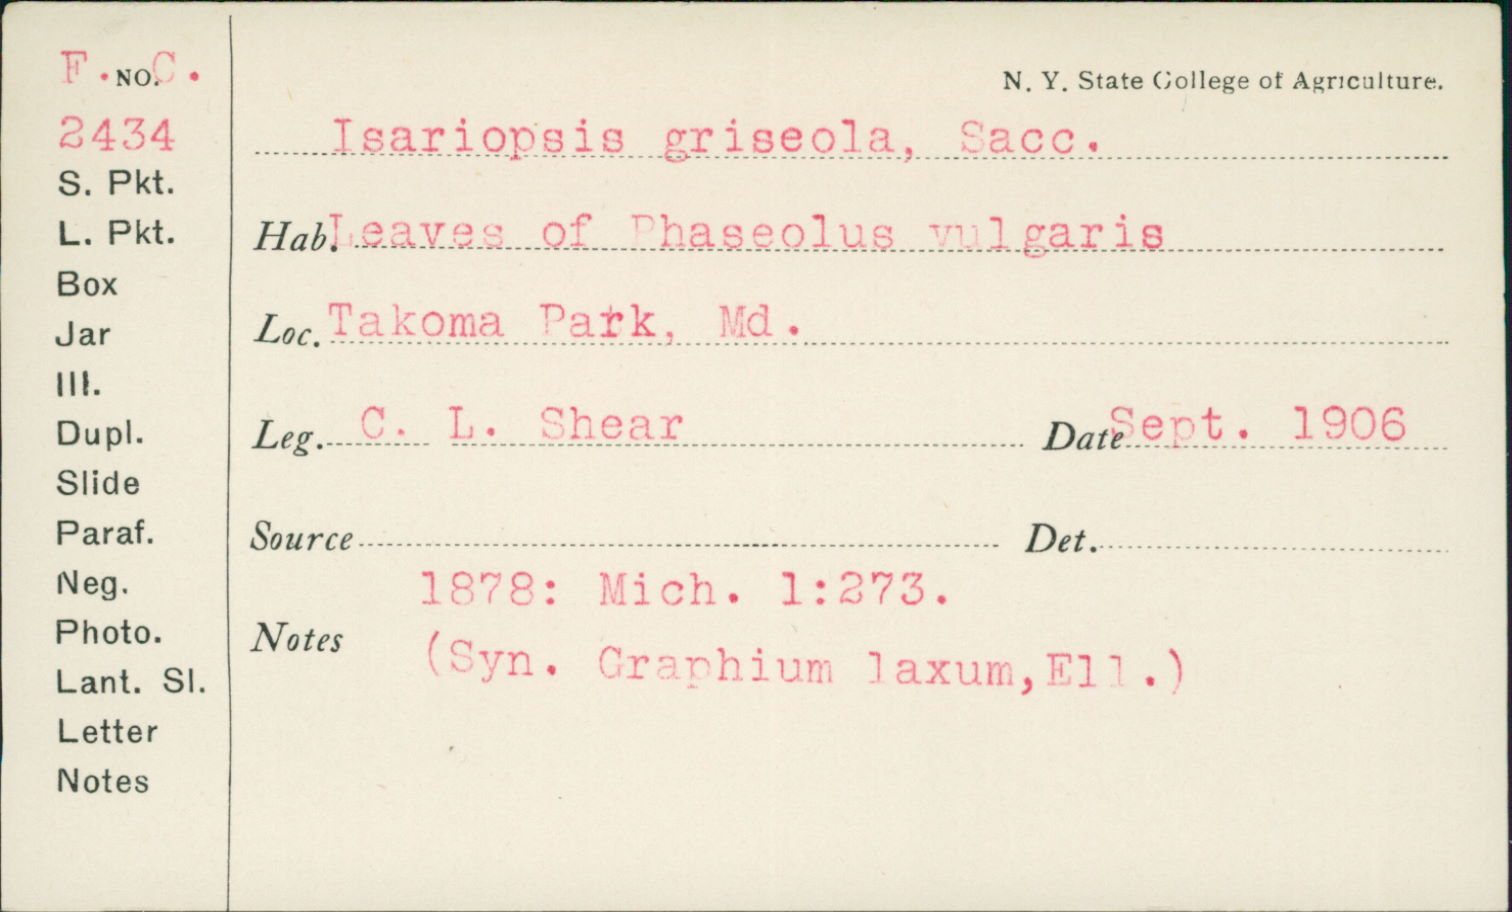 F. NO. C.
2434
S. Pkt.
L. Pkt.
Box
Jar
Ill.
Dupl.
Slide
Paraf.
Neg.
Photo.
Lant. Sl.
Letter
Notes
N. Y. State College of Agriculture.
Isariopsis griseola, Sacc.
Hab. Leaves of Phaseolus vulgaris
Loc. Takoma Park, Md.
Leg. C. L. Shear Date Sept. 1906
Source Det.
1878: Mich. 1:273.
Notes
(Syn. Graphium laxum, Ell.)